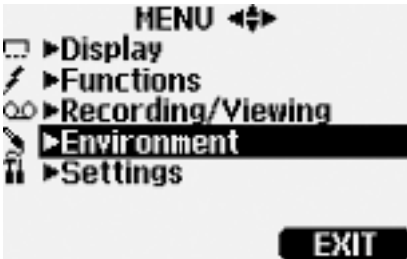 MENU
Display
Functions
Recording/Viewing
Environment
Settings
EXIT